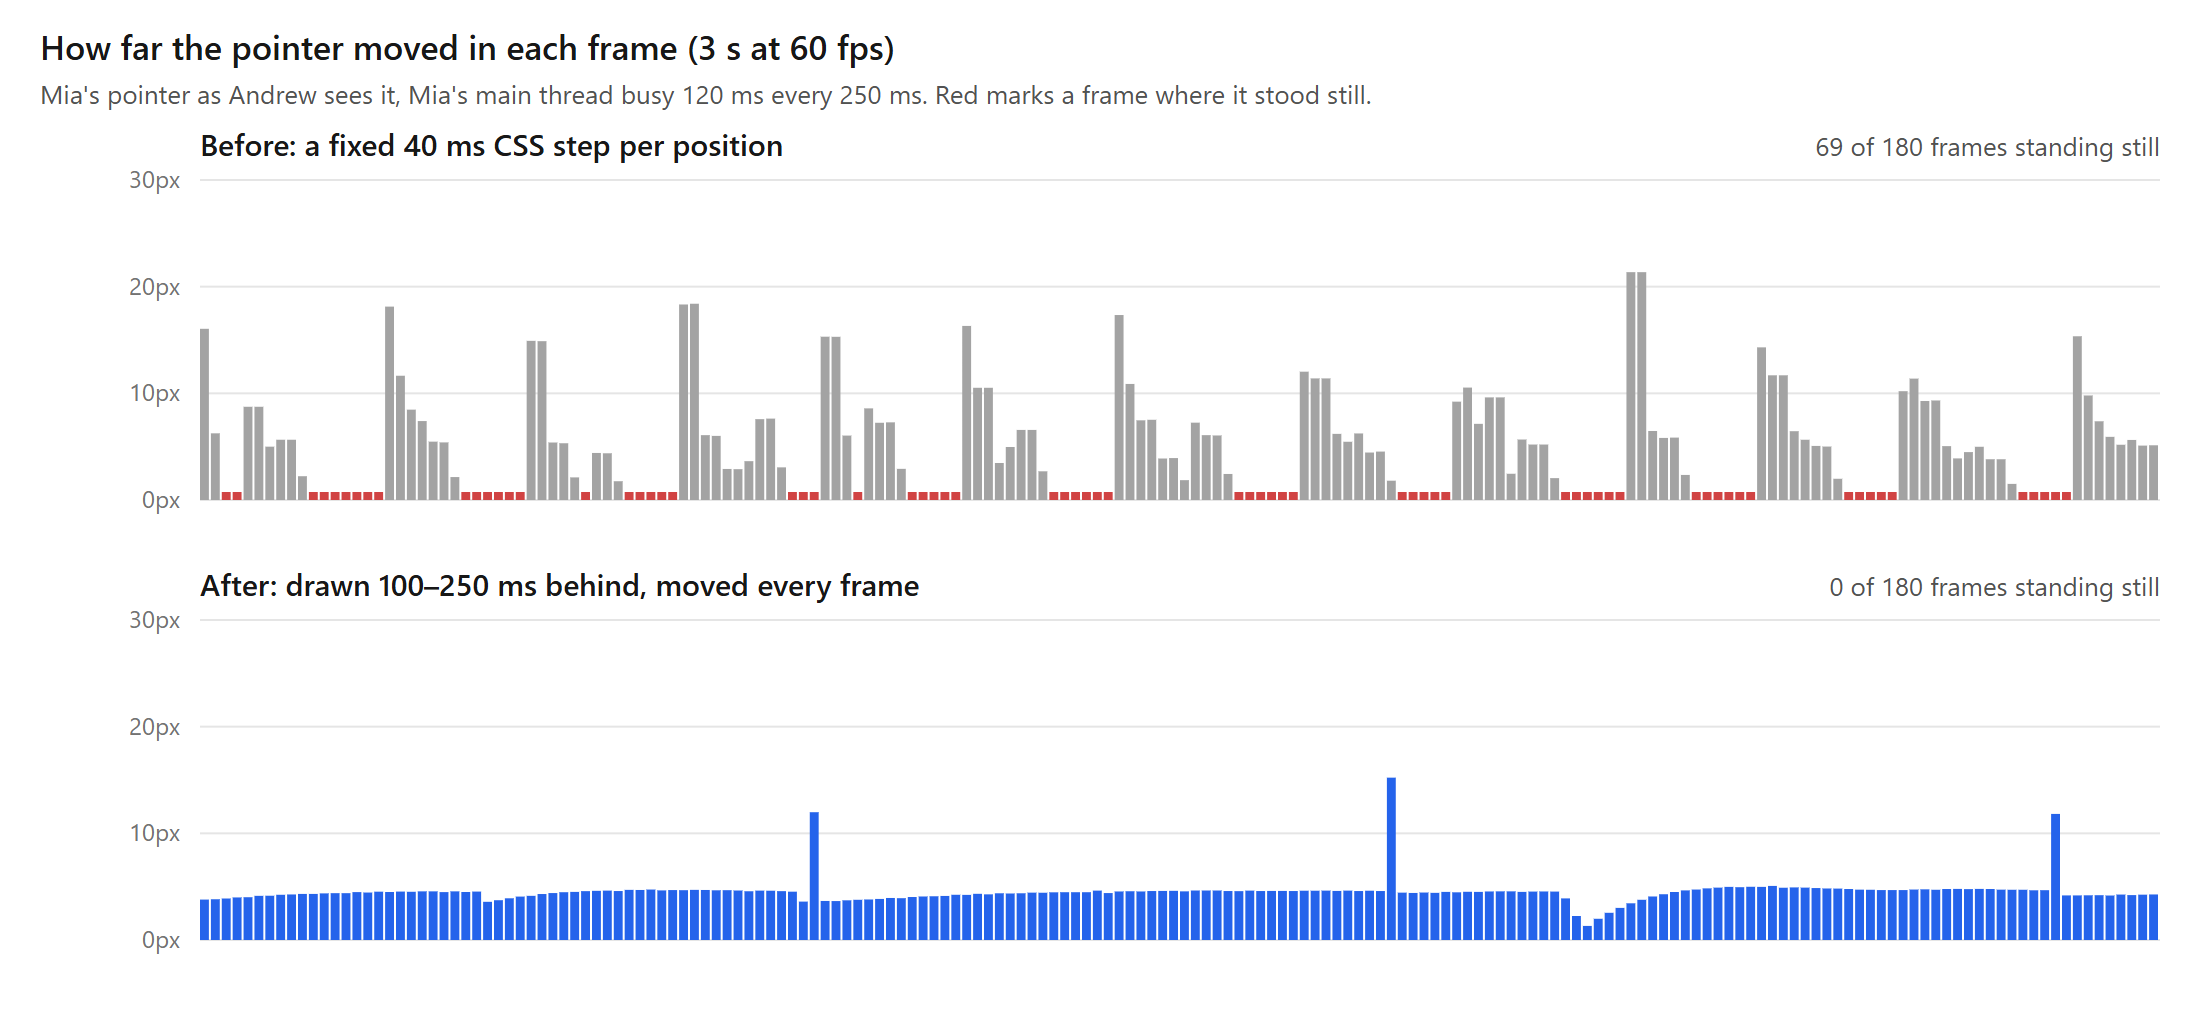 How far the pointer moved in each frame (3 s at 60 fps)
Mia's pointer as Andrew sees it, Mia's main thread busy 120 ms every 250 ms. Red marks a frame where it stood still.
Before: a fixed 40 ms CSS step per position
69 of 180 frames standing still
30px
20px
10px
0px
After: drawn 100–250 ms behind, moved every frame
0 of 180 frames standing still
30px
20px
10px
0px